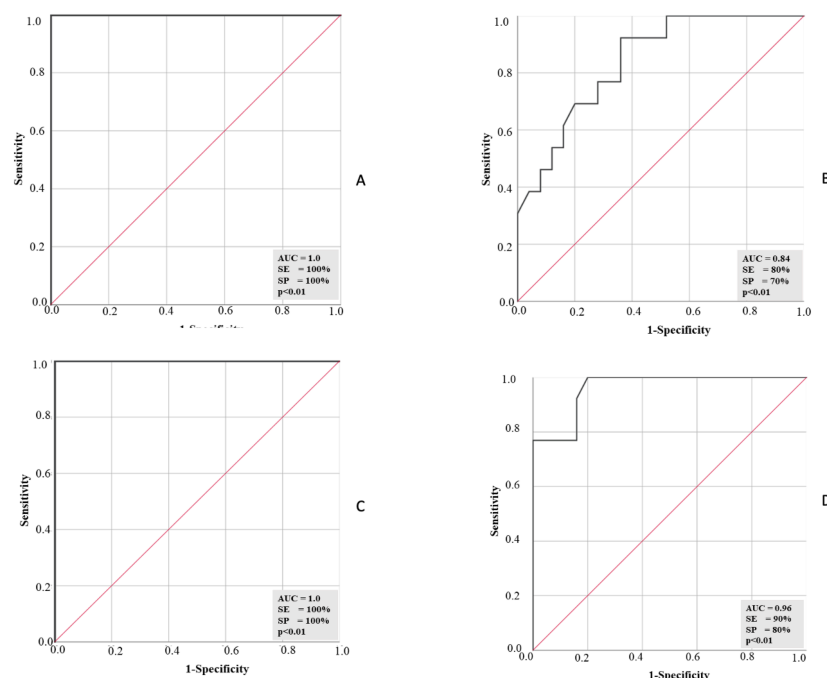 1.0
0.8
0.6
0.4
0.2
0.0
Sensitivity
0.0 0.2 0.4 0.6 0.8 1.0
1-Specificity
AUC = 1.0
SE = 100%
SP = 100%
p<0.01
A
1.0
0.8
0.6
0.4
0.2
0.0
Sensitivity
0.0 0.2 0.4 0.6 0.8 1.0
1-Specificity
AUC = 0.84
SE = 80%
SP = 70%
p<0.01
B
1.0
0.8
0.6
0.4
0.2
0.0
Sensitivity
0.0 0.2 0.4 0.6 0.8 1.0
1-Specificity
AUC = 1.0
SE = 100%
SP = 100%
p<0.01
C
1.0
0.8
0.6
0.4
0.2
0.0
Sensitivity
0.0 0.2 0.4 0.6 0.8 1.0
1-Specificity
AUC = 0.96
SE = 90%
SP = 80%
p<0.01
D